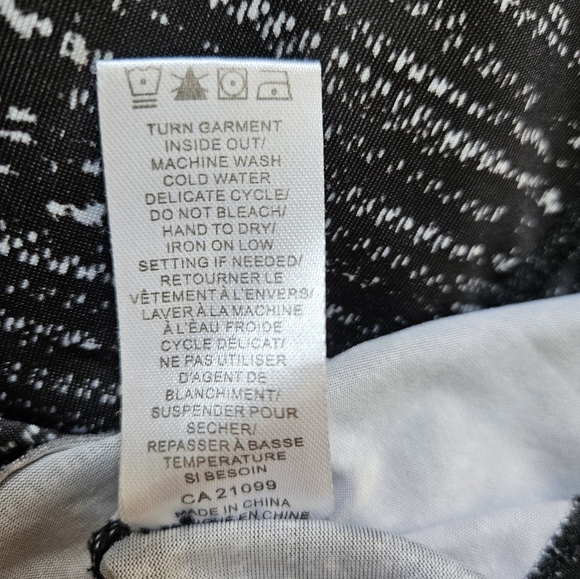 TURN GARMENT
INSIDE OUT/
MACHINE WASH
COLD WATER
DELICATE CYCLE/
DO NOT BLEACH/
HAND TO DRY/
IRON ON LOW
SETTING IF NEEDED/
RETOURNER LE
VÊTEMENT À L'ENVERS/
LAVER À LA MACHINE
À L'EAU FROIDE
CYCLE DÉLICAT/
NE PAS UTILISER
D'AGENT DE
BLANCHIMENT/
SUSPENDER POUR
SECHER/
REPASSER À BASSE
TEMPERATURE
SI BESOIN
CA 21099
MADE IN CHINA
EN CHINE